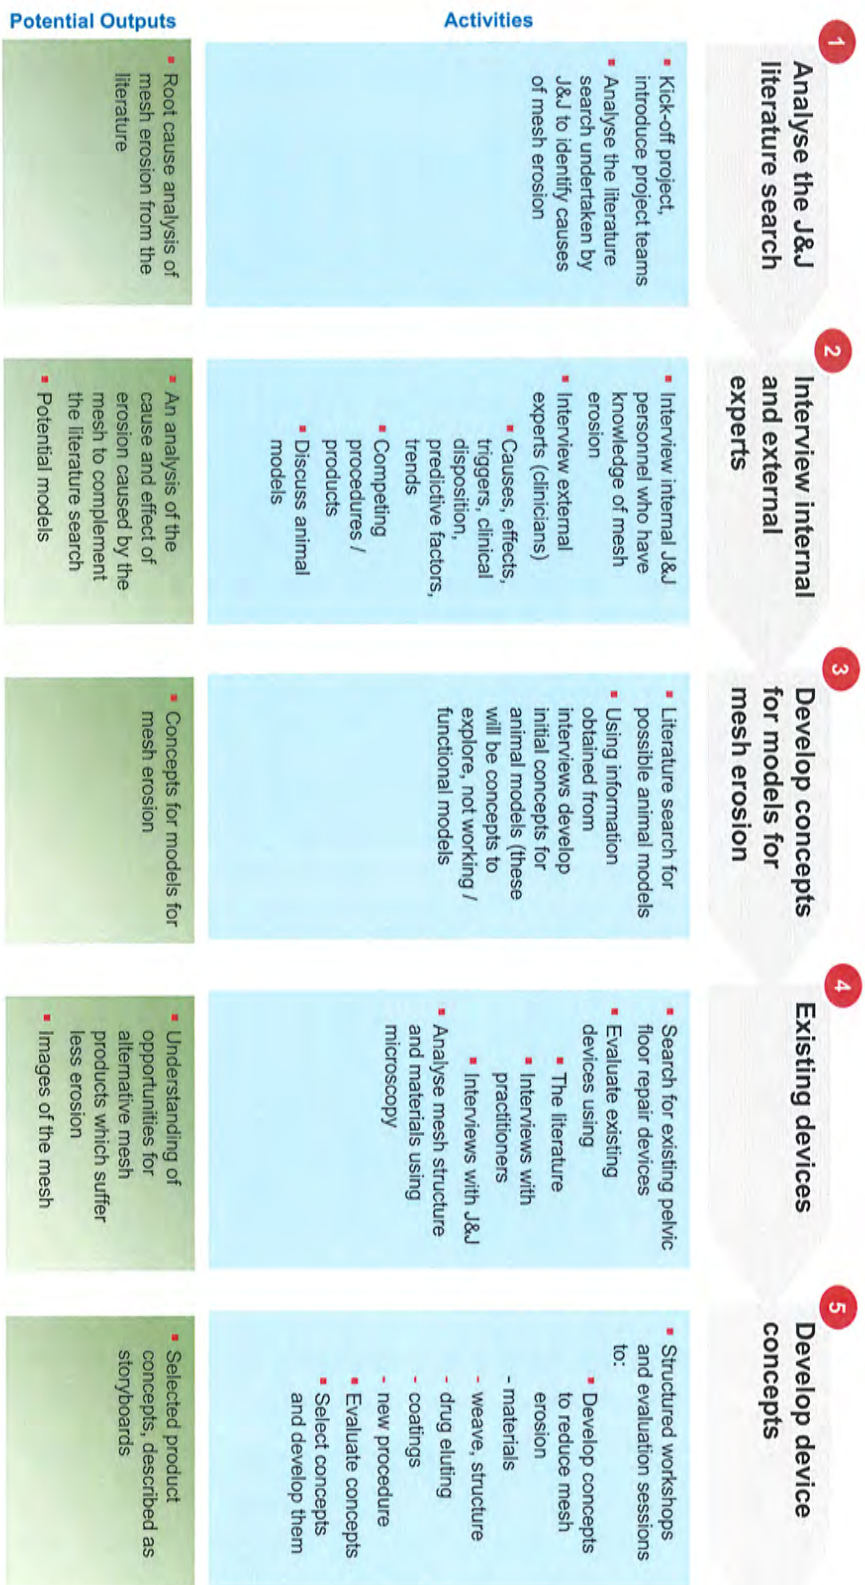 1
Analyse the J&J
literature search
2
Interview internal
and external
experts
3
Develop concepts
for models for
mesh erosion
4
Existing devices
5
Develop device
concepts
Activities
▪ Kick-off project,
introduce project teams
▪ Analyse the literature
search undertaken by
J&J to identify causes
of mesh erosion
▪ Interview internal J&J
personnel who have
knowledge of mesh
erosion
▪ Interview external
experts (clinicians)
▪ Causes, effects,
triggers, clinical
disposition,
predictive factors,
trends
▪ Competing
procedures /
products
▪ Discuss animal
models
▪ Literature search for
possible animal models
▪ Using information
obtained from
interviews develop
initial concepts for
animal models (these
will be concepts to
explore, not working /
functional models
▪ Search for existing pelvic
floor repair devices
▪ Evaluate existing
devices using
▪ The literature
▪ Interviews with
practitioners
▪ Interviews with J&J
▪ Analyse mesh structure
and materials using
microscopy
▪ Structured workshops
and evaluation sessions
to:
▪ Develop concepts
to reduce mesh
erosion
- materials
- weave, structure
- drug eluting
- coatings
- new procedure
▪ Evaluate concepts
▪ Select concepts
and develop them
Potential Outputs
▪ Root cause analysis of
mesh erosion from the
literature
▪ An analysis of the
cause and effect of
erosion caused by the
mesh to complement
the literature search
▪ Potential models
▪ Concepts for models for
mesh erosion
▪ Understanding of
opportunities for
alternative mesh
products which suffer
less erosion
▪ Images of the mesh
▪ Selected product
concepts, described as
storyboards